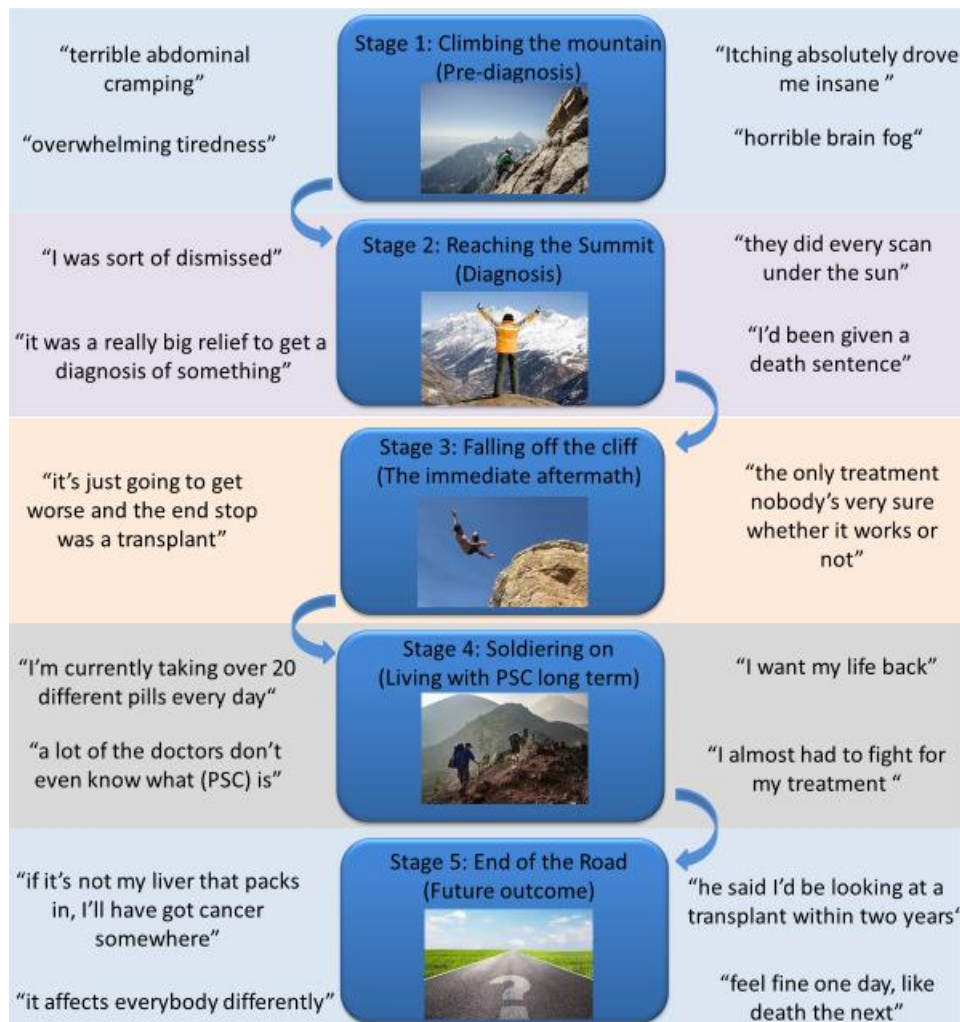 Stage 1: Climbing the mountain
(Pre-diagnosis)
“terrible abdominal
cramping”
“overwhelming tiredness”
“Itching absolutely drove
me insane ”
“horrible brain fog“
Stage 2: Reaching the Summit
(Diagnosis)
“I was sort of dismissed”
“it was a really big relief to get a
diagnosis of something”
“they did every scan
under the sun”
“I’d been given a
death sentence”
Stage 3: Falling off the cliff
(The immediate aftermath)
“it’s just going to get
worse and the end stop
was a transplant”
“the only treatment
nobody’s very sure
whether it works or
not”
Stage 4: Soldiering on
(Living with PSC long term)
“I’m currently taking over 20
different pills every day“
“a lot of the doctors don’t
even know what (PSC) is”
“I want my life back”
“I almost had to fight for
my treatment “
Stage 5: End of the Road
(Future outcome)
“if it’s not my liver that packs
in, I’ll have got cancer
somewhere”
“it affects everybody differently”
“he said I’d be looking at a
transplant within two years“
“feel fine one day, like
death the next”
?